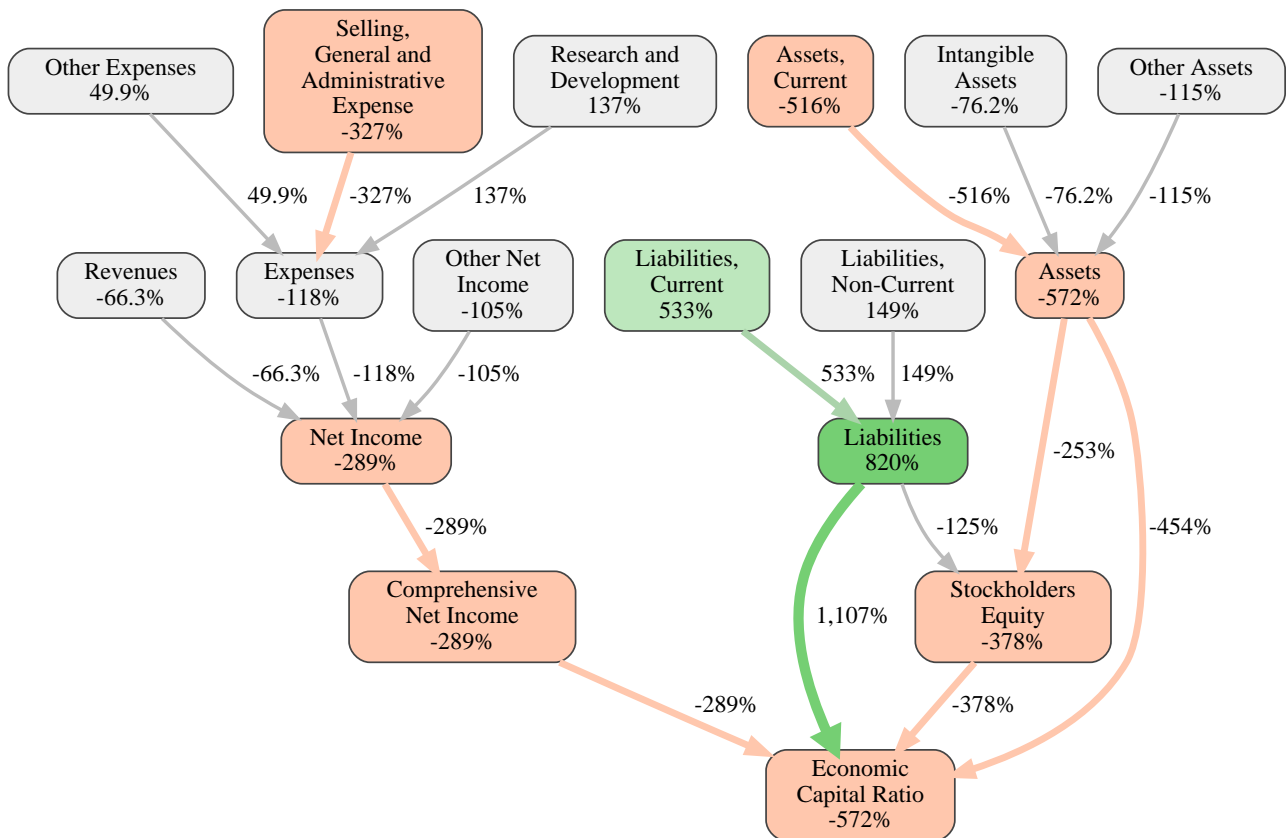 Other Expenses
49.9%
Selling,
General and
Administrative
Expense
-327%
Research and
Development
137%
Assets,
Current
-516%
Intangible
Assets
-76.2%
Other Assets
-115%
49.9%
-327%
137%
-516%
-76.2%
-115%
Revenues
-66.3%
Expenses
-118%
Other Net
Income
-105%
Liabilities,
Current
533%
Liabilities,
Non-Current
149%
Assets
-572%
-66.3%
-118%
-105%
533%
149%
Net Income
-289%
Liabilities
820%
-253%
-289%
-125%
-454%
Comprehensive
Net Income
-289%
1,107%
Stockholders
Equity
-378%
-289%
-378%
Economic
Capital Ratio
-572%